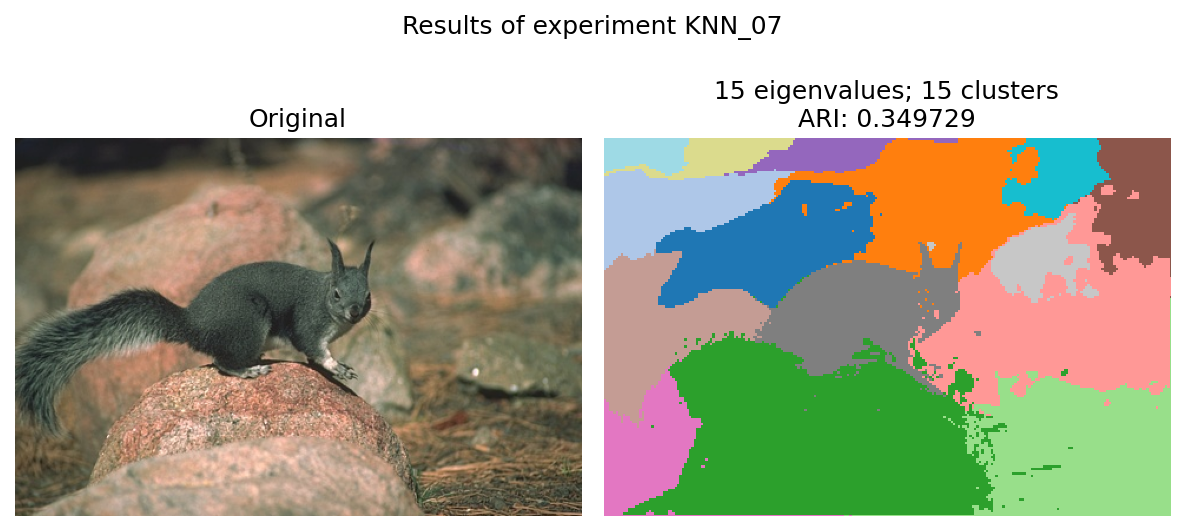 Results of experiment KNN_07
Original
15 eigenvalues; 15 clusters
ARI: 0.349729